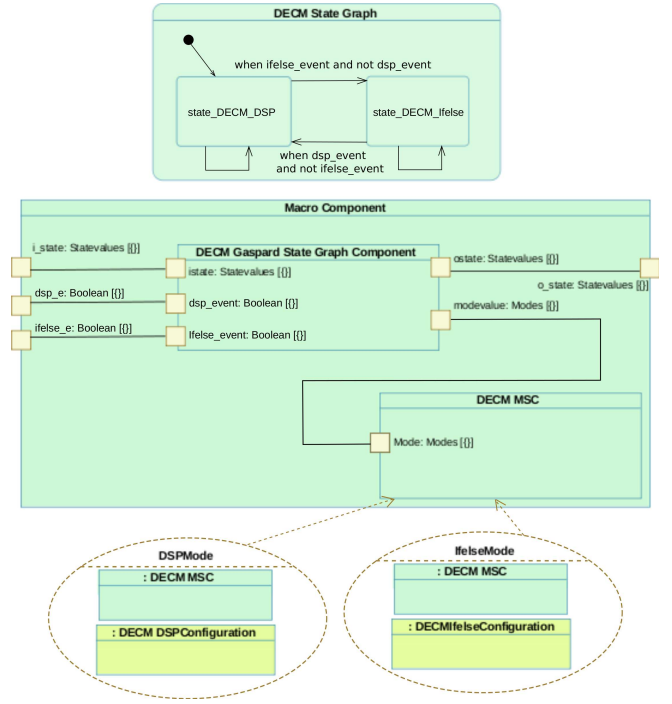 DECM State Graph
when ifelse_event and not dsp_event
state_DECM_DSP
state_DECM_Ifelse
when dsp_event
and not ifelse_event
Macro Component
i_state: Statevalues [{}]
DECM Gaspard State Graph Component
istate: Statevalues [{}]
ostate: Statevalues [{}]
o_state: Statevalues [{}]
dsp_e: Boolean [{}]
dsp_event: Boolean [{}]
modevalue: Modes [{}]
ifelse_e: Boolean [{}]
Ifelse_event: Boolean [{}]
DECM MSC
Mode: Modes [{}]
DSPMode
: DECM MSC
: DECM DSPConfiguration
IfelseMode
: DECM MSC
: DECMIfelseConfiguration